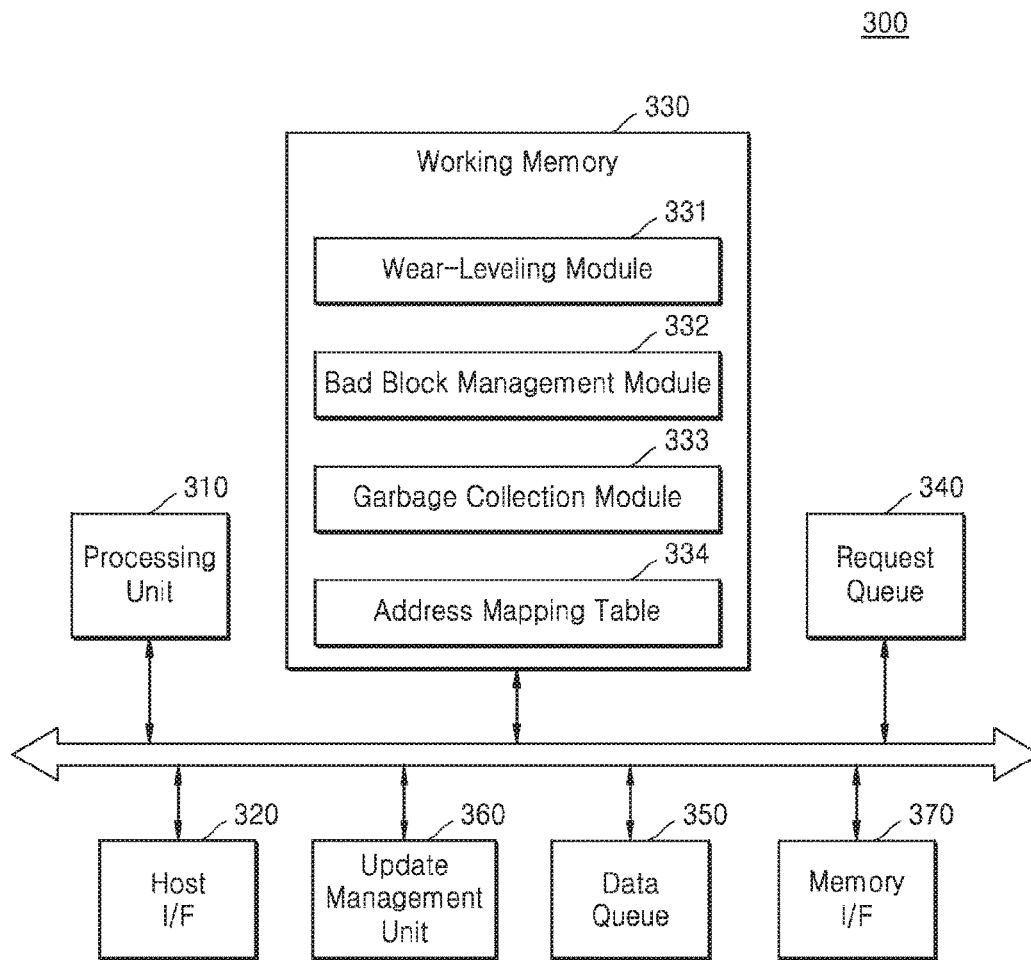 300
330
Working Memory
331
Wear-Leveling Module
332
Bad Block Management Module
333
Garbage Collection Module
334
Address Mapping Table
310
Processing
Unit
340
Request
Queue
320
Host
I/F
360
Update
Management
Unit
350
Data
Queue
370
Memory
I/F